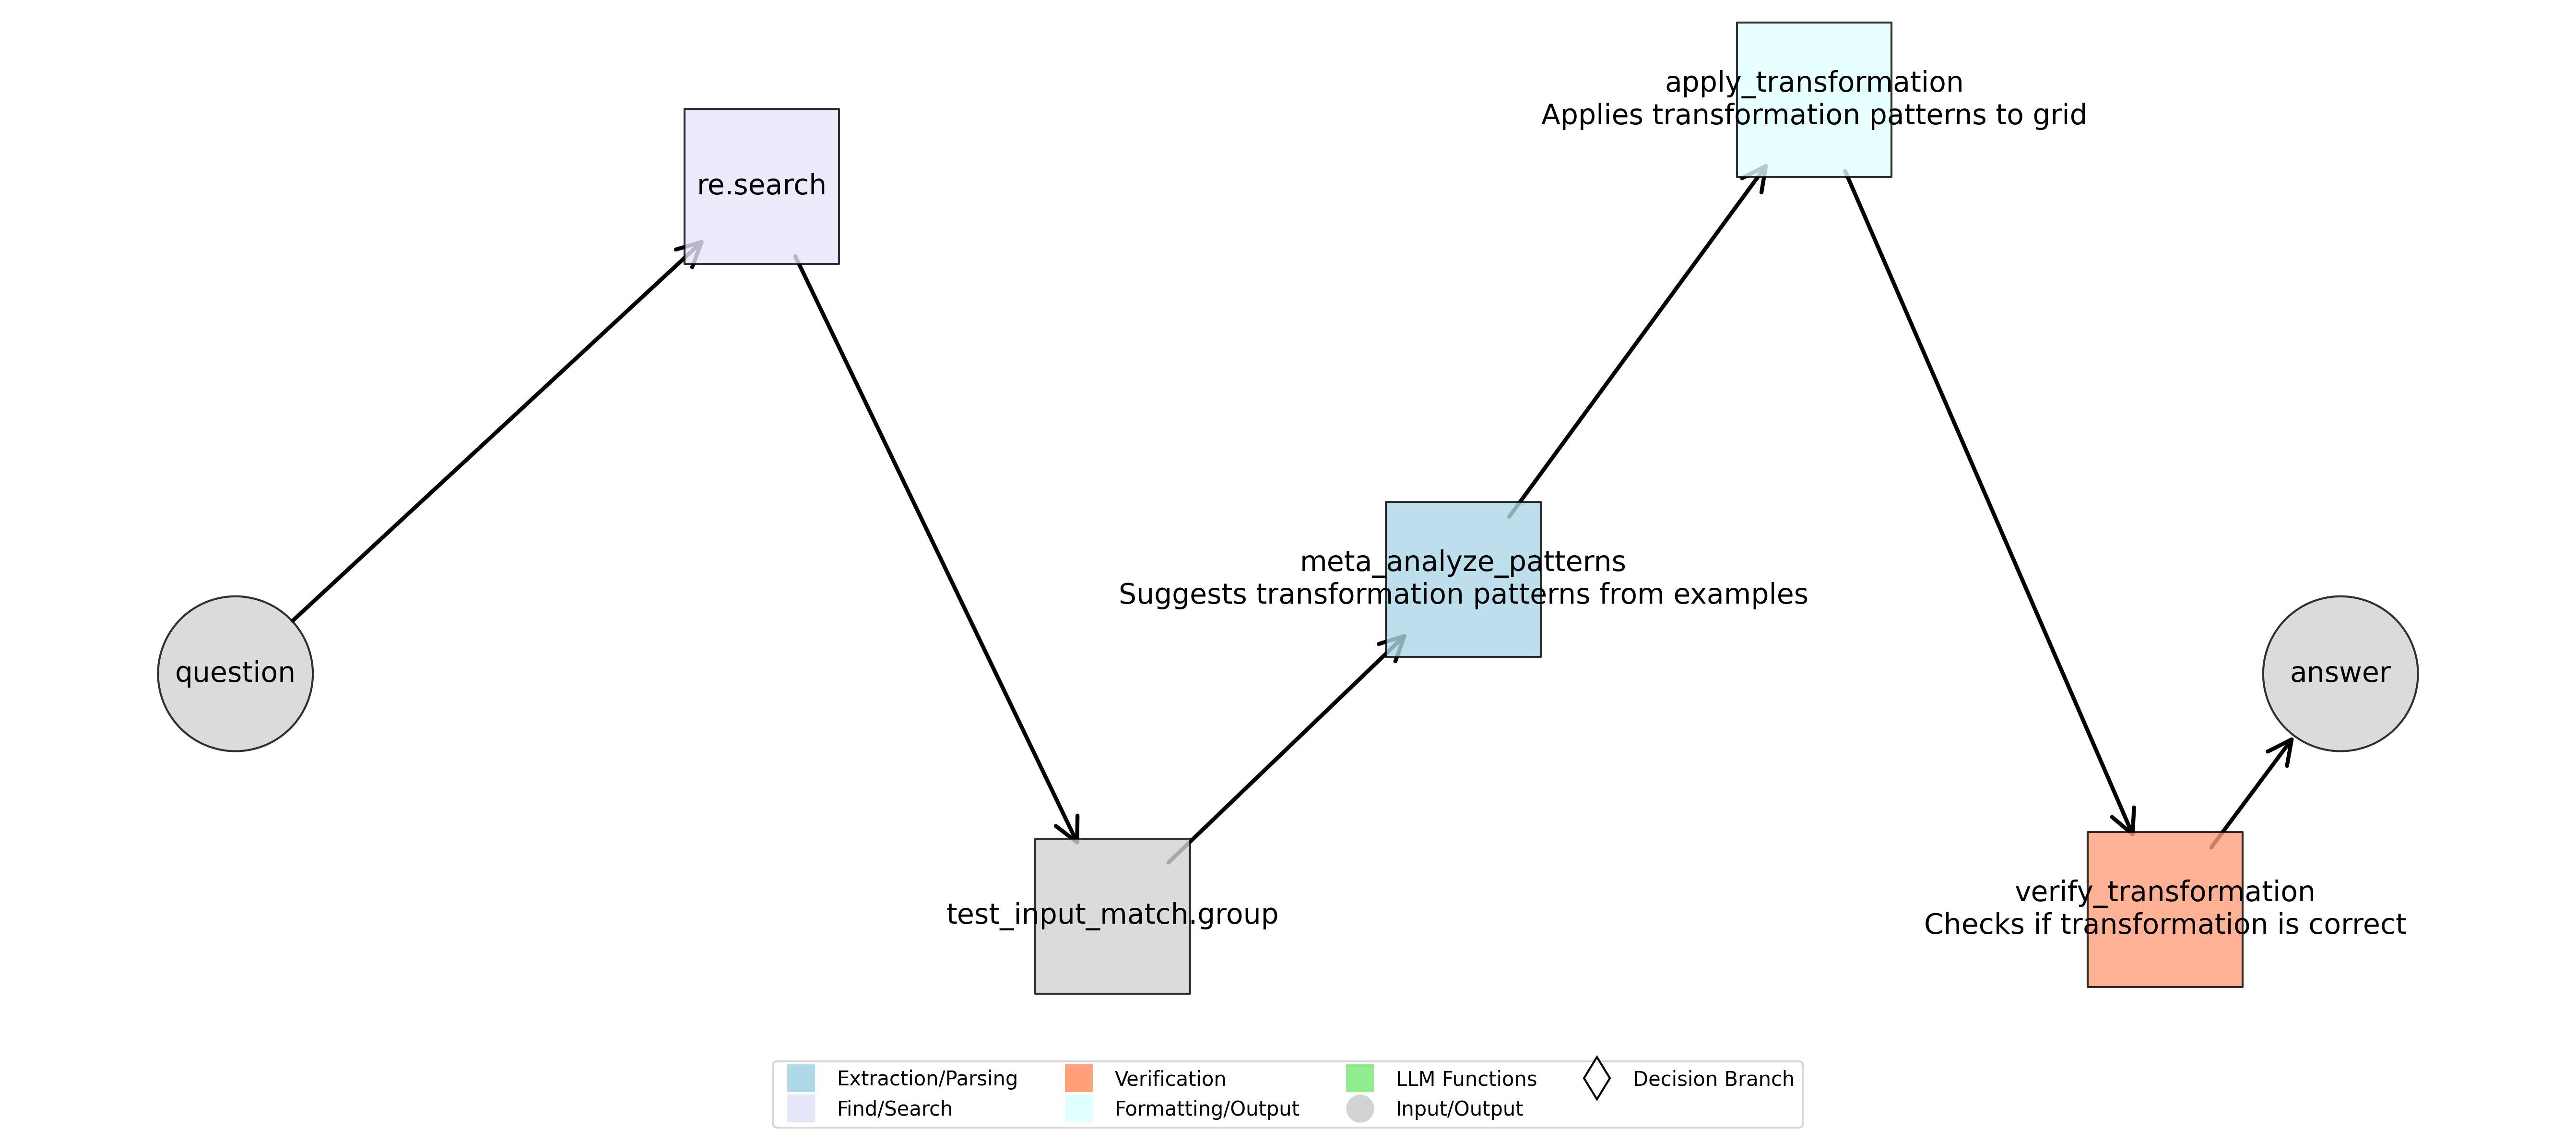 apply_transformation
Applies transformation patterns to grid
re.search
meta_analyze_patterns
Suggests transformation patterns from examples
question
answer
test_input_match.group
verify_transformation
Checks if transformation is correct
Extraction/Parsing
Find/Search
Verification
Formatting/Output
LLM Functions
Input/Output
Decision Branch